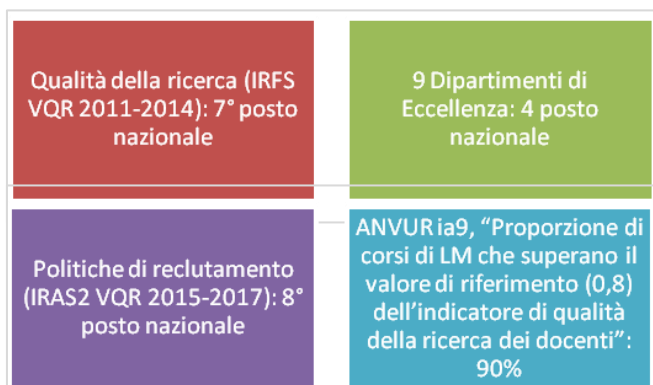 Qualità della ricerca (IRFS
VQR 2011-2014): 7° posto
nazionale
9 Dipartimenti di
Eccellenza: 4 posto
nazionale
Politiche di reclutamento
(IRAS2 VQR 2015-2017): 8°
posto nazionale
ANVUR ia9, “Proporzione di
corsi di LM che superano il
valore di riferimento (0,8)
dell’indicatore di qualità
della ricerca dei docenti”:
90%